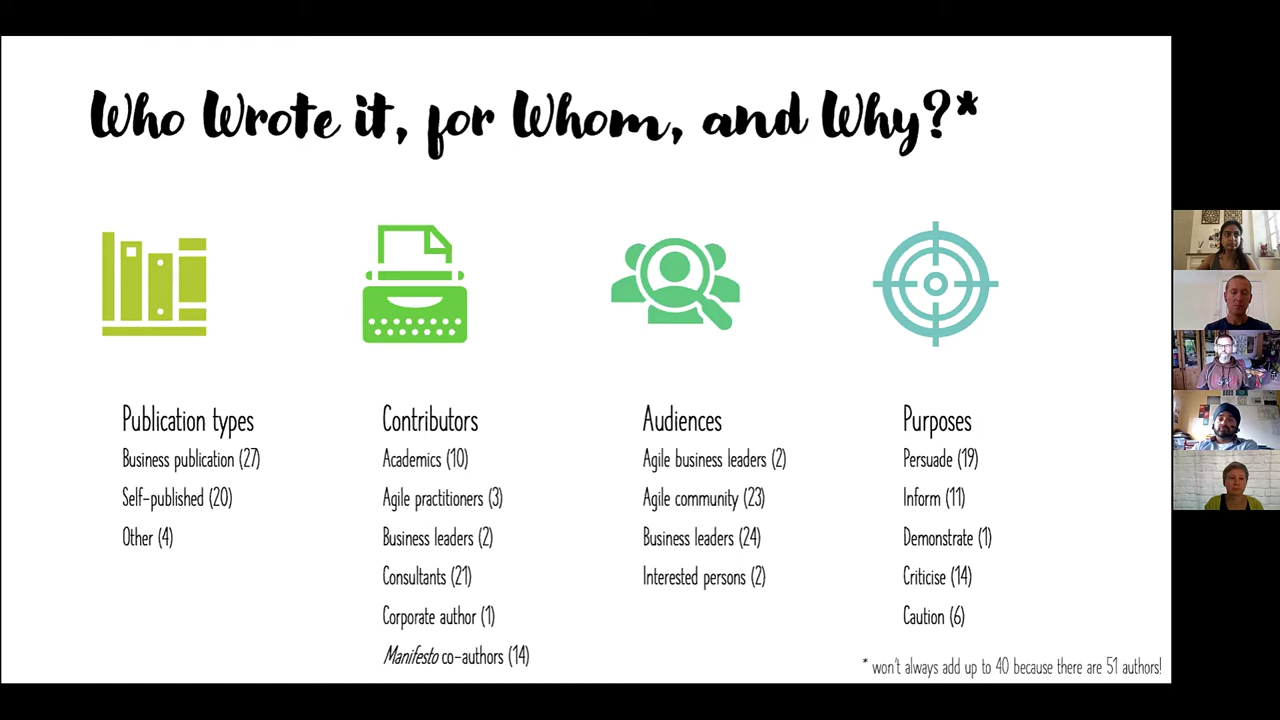 Who Wrote it, for Whom, and Why?*
Publication types
Business publication (27)
Self-published (20)
Other (4)
Contributors
Academics (10)
Agile practitioners (3)
Business leaders (2)
Consultants (21)
Corporate author (1)
Manifesto co-authors (14)
Audiences
Agile business leaders (2)
Agile community (23)
Business leaders (24)
Interested persons (2)
Purposes
Persuade (19)
Inform (11)
Demonstrate (1)
Criticise (14)
Caution (6)
* won't always add up to 40 because there are 51 authors!